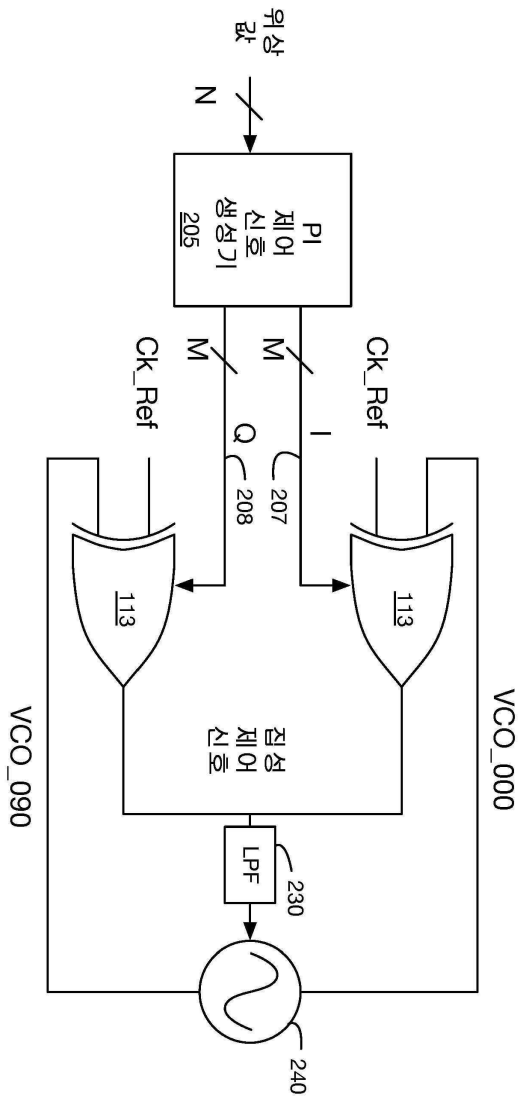 위상
값
N
PI
제어
신호
생성기
205
M
M
I
Q
207
208
Ck_Ref
Ck_Ref
113
113
VCO_000
VCO_090
집성
제어
신호
LPF
230
240